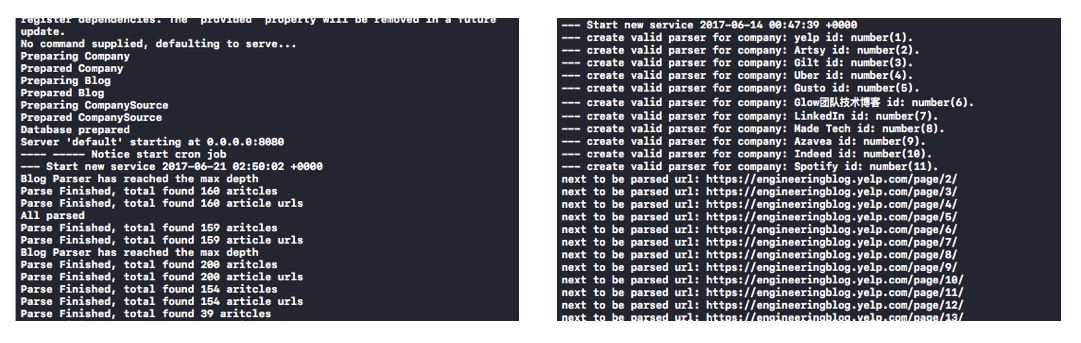 register dependencies. The `provided` property will be removed in a future
update.
No command supplied, defaulting to serve...
Preparing Company
Prepared Company
Preparing Blog
Prepared Blog
Preparing CompanySource
Prepared CompanySource
Database prepared
Server 'default' starting at 0.0.0.0:8080
---- ----- Notice start cron job
--- Start new service 2017-06-21 02:50:02 +0000
Blog Parser has reached the max depth
Parse Finished, total found 160 aritcles
Parse Finished, total found 160 article urls
All parsed
Parse Finished, total found 159 aritcles
Parse Finished, total found 159 article urls
Blog Parser has reached the max depth
Parse Finished, total found 200 aritcles
Parse Finished, total found 200 article urls
Parse Finished, total found 154 aritcles
Parse Finished, total found 154 article urls
Parse Finished, total found 39 aritcles
--- Start new service 2017-06-14 00:47:39 +0000
--- create valid parser for company: yelp id: number(1).
--- create valid parser for company: Artsy id: number(2).
--- create valid parser for company: Gilt id: number(3).
--- create valid parser for company: Uber id: number(4).
--- create valid parser for company: Gusto id: number(5).
--- create valid parser for company: Glow团队技术博客 id: number(6).
--- create valid parser for company: LinkedIn id: number(7).
--- create valid parser for company: Made Tech id: number(8).
--- create valid parser for company: Azavea id: number(9).
--- create valid parser for company: Indeed id: number(10).
--- create valid parser for company: Spotify id: number(11).
next to be parsed url: https://engineeringblog.yelp.com/page/2/
next to be parsed url: https://engineeringblog.yelp.com/page/3/
next to be parsed url: https://engineeringblog.yelp.com/page/4/
next to be parsed url: https://engineeringblog.yelp.com/page/5/
next to be parsed url: https://engineeringblog.yelp.com/page/6/
next to be parsed url: https://engineeringblog.yelp.com/page/7/
next to be parsed url: https://engineeringblog.yelp.com/page/8/
next to be parsed url: https://engineeringblog.yelp.com/page/9/
next to be parsed url: https://engineeringblog.yelp.com/page/10/
next to be parsed url: https://engineeringblog.yelp.com/page/11/
next to be parsed url: https://engineeringblog.yelp.com/page/12/
next to be parsed url: https://engineeringblog.yelp.com/page/13/